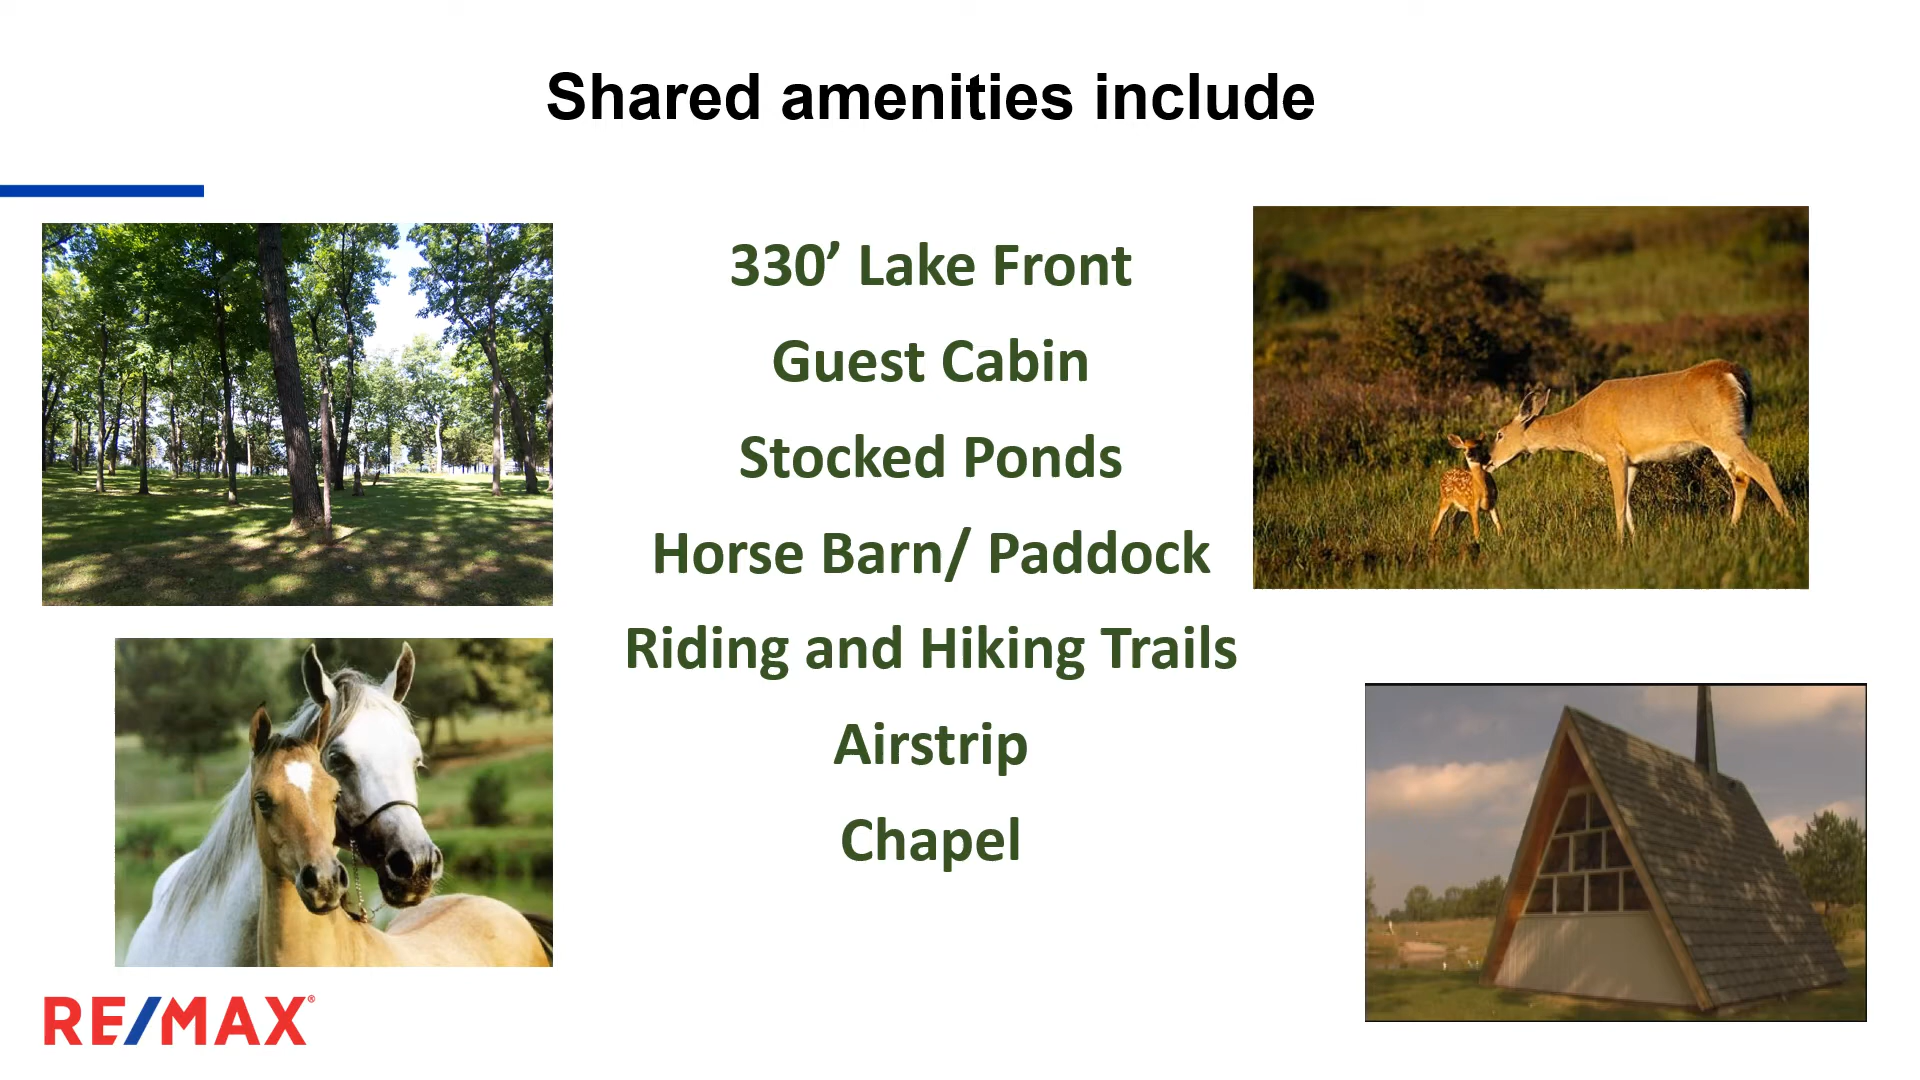 Shared amenities include
330’ Lake Front
Guest Cabin
Stocked Ponds
Horse Barn/ Paddock
Riding and Hiking Trails
Airstrip
Chapel
RE/MAX®